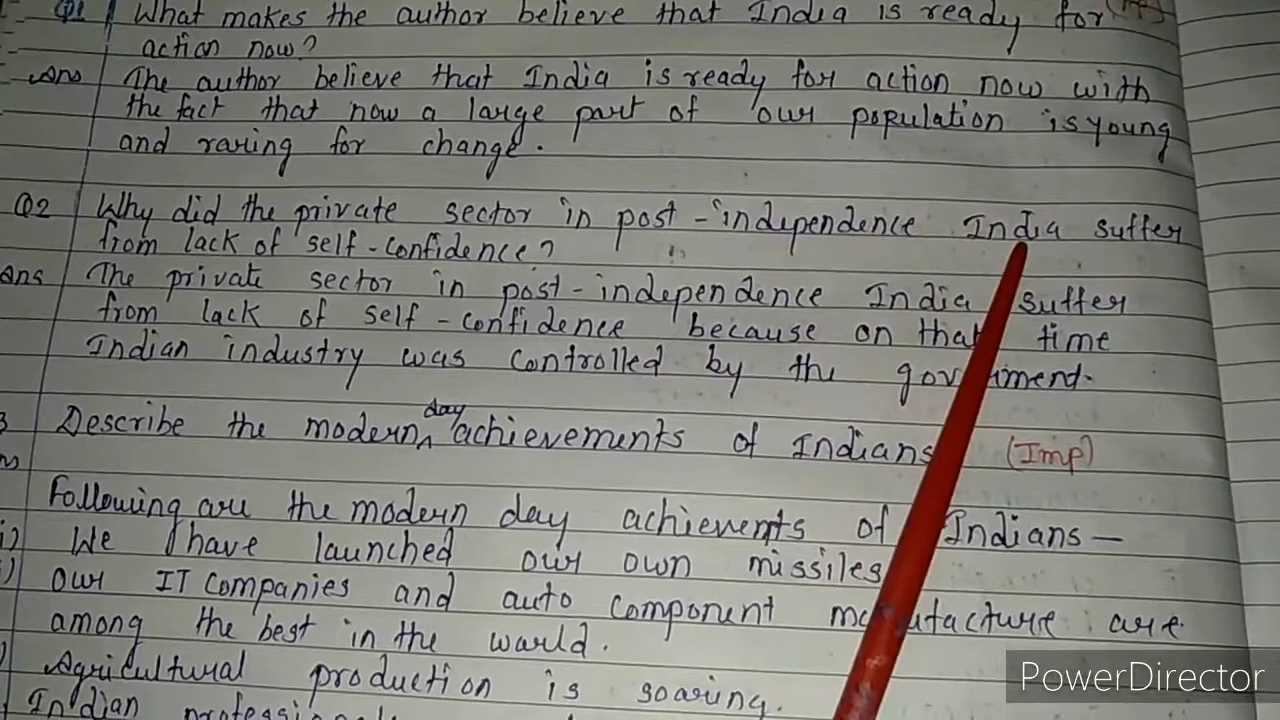 Q1 What makes the author believe that India is ready for
action now?
Ans The author believe that India is ready for action now with
the fact that now a large part of our population is young
and raring for change.
Q2 Why did the private sector in post-independence India suffer
from lack of self-confidence?
Ans The private sector in post-independence India suffer
from lack of self-confidence because on that time
Indian industry was controlled by the
3 Describe the modern day achievements of Indians (Imp)
Following are the modern day achievemts of Indians —
i) We have launched our own missiles
i) Our IT companies and auto component are
among the best in the world.
) Agricultural production is soaring.
Indian
PowerDirector